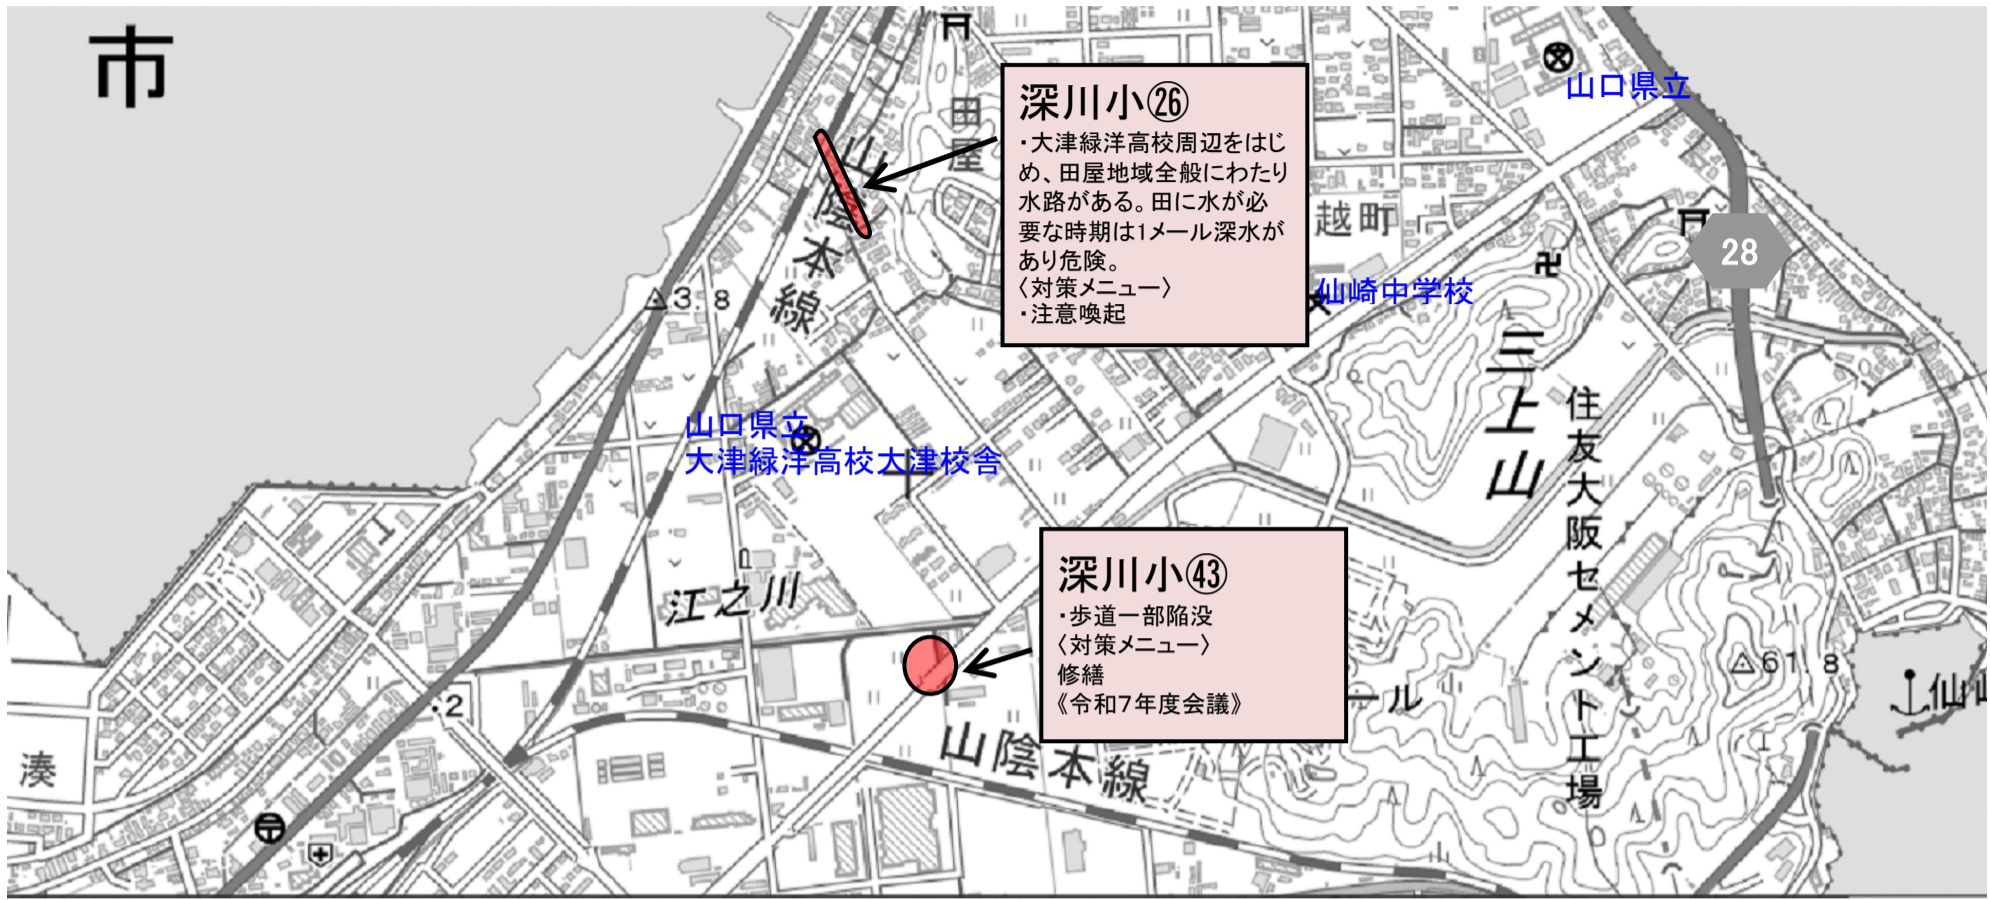 市
田屋
山口県立
深川小㉖
・大津緑洋高校周辺をはじ
め、田屋地域全般にわたり
水路がある。田に水が必
要な時期は1メール深水が
あり危険。
〈対策メニュー〉
・注意喚起
山陰本線
越町
28
3.8
仙崎中学校
三上山
山口県立
大津緑洋高校大津校舎
住友大阪セメント工場
江之川
深川小㊸
・歩道一部陥没
〈対策メニュー〉
修繕
《令和7年度会議》
61.8
仙
ール
.2
山陰本線
湊